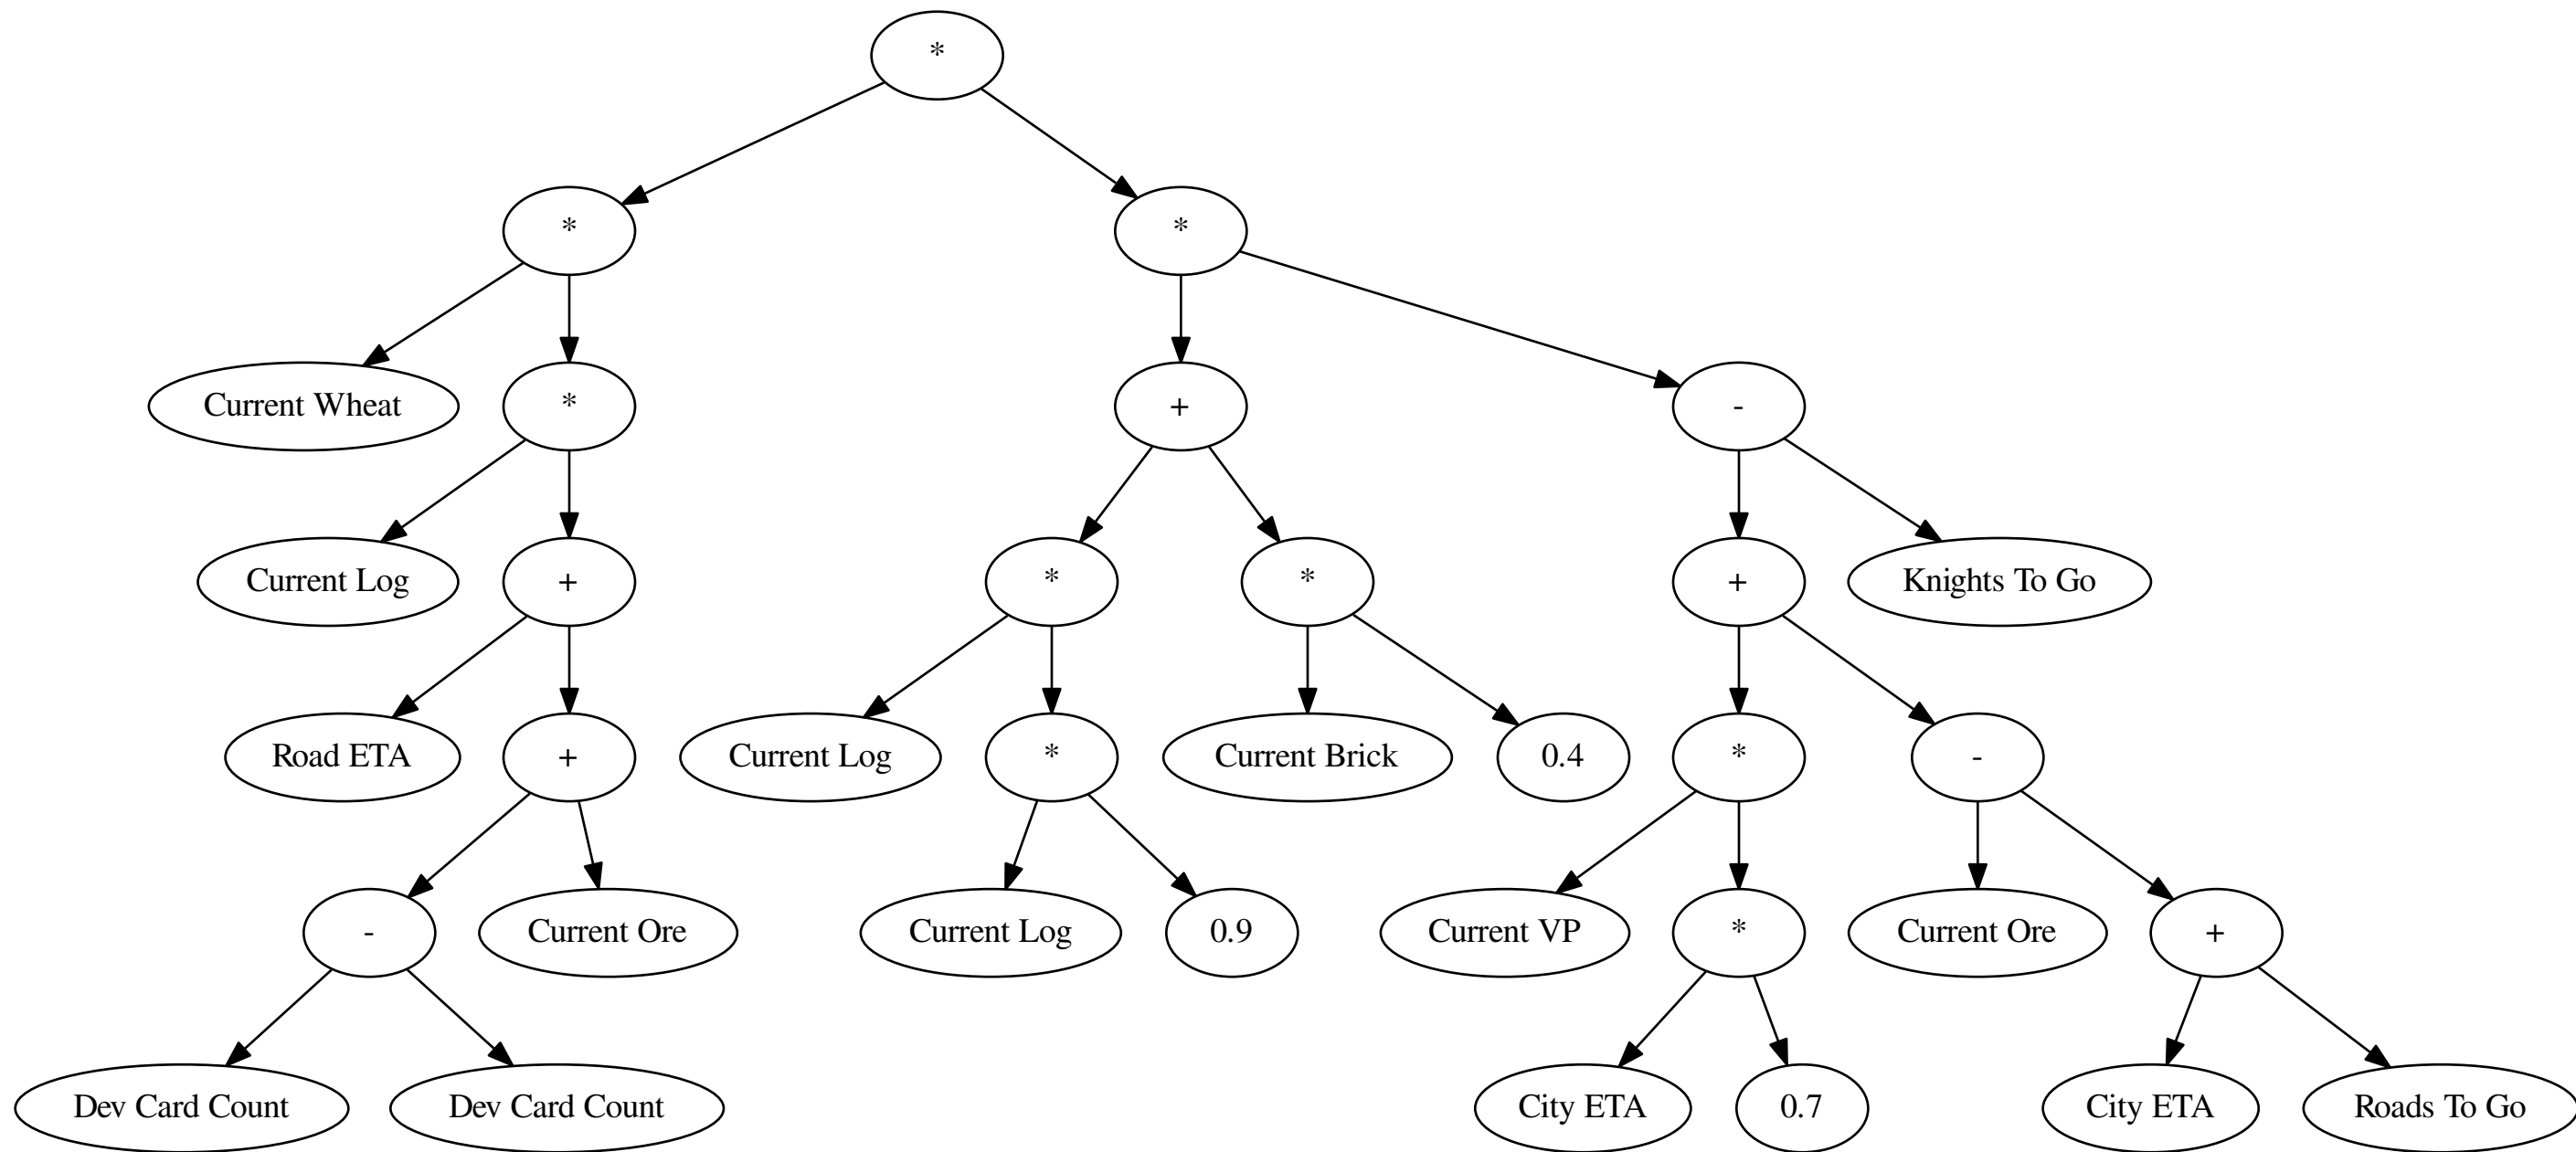 *
*
*
Current Wheat
*
+
-
Current Log
+
*
*
+
Knights To Go
Road ETA
+
Current Log
*
Current Brick
0.4
*
-
-
Current Ore
Current Log
0.9
Current VP
*
Current Ore
+
Dev Card Count
Dev Card Count
City ETA
0.7
City ETA
Roads To Go